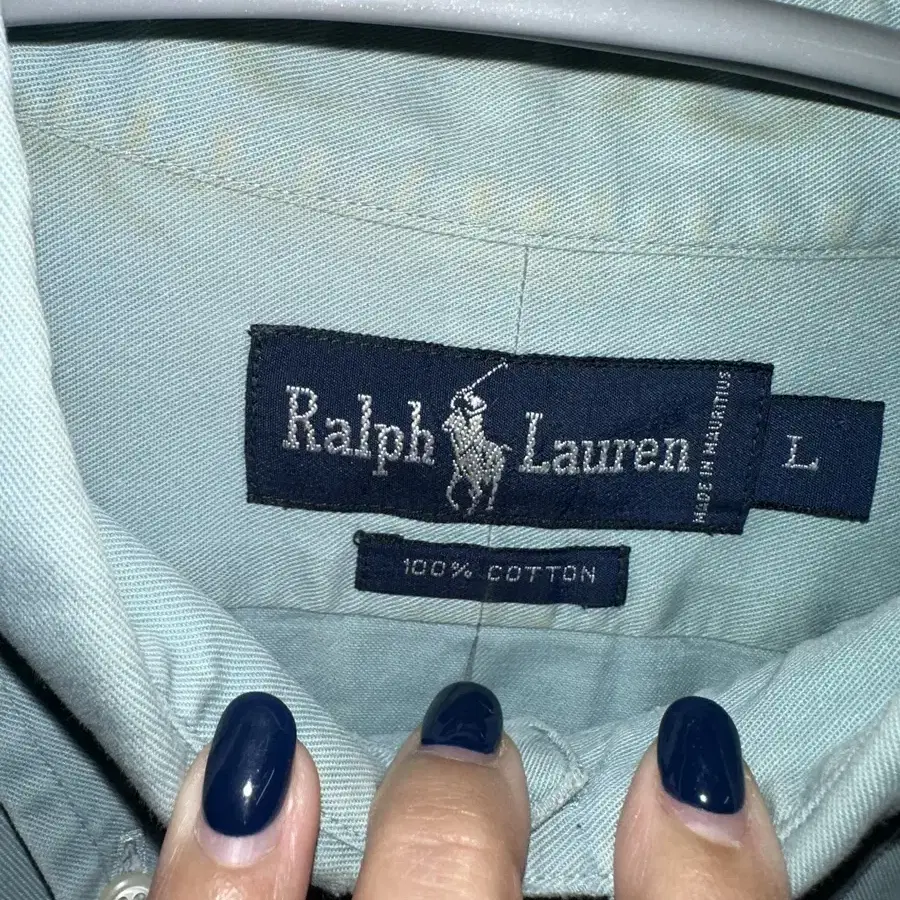 Ralph Lauren
MADE IN MAURITIUS
L
100% COTTON